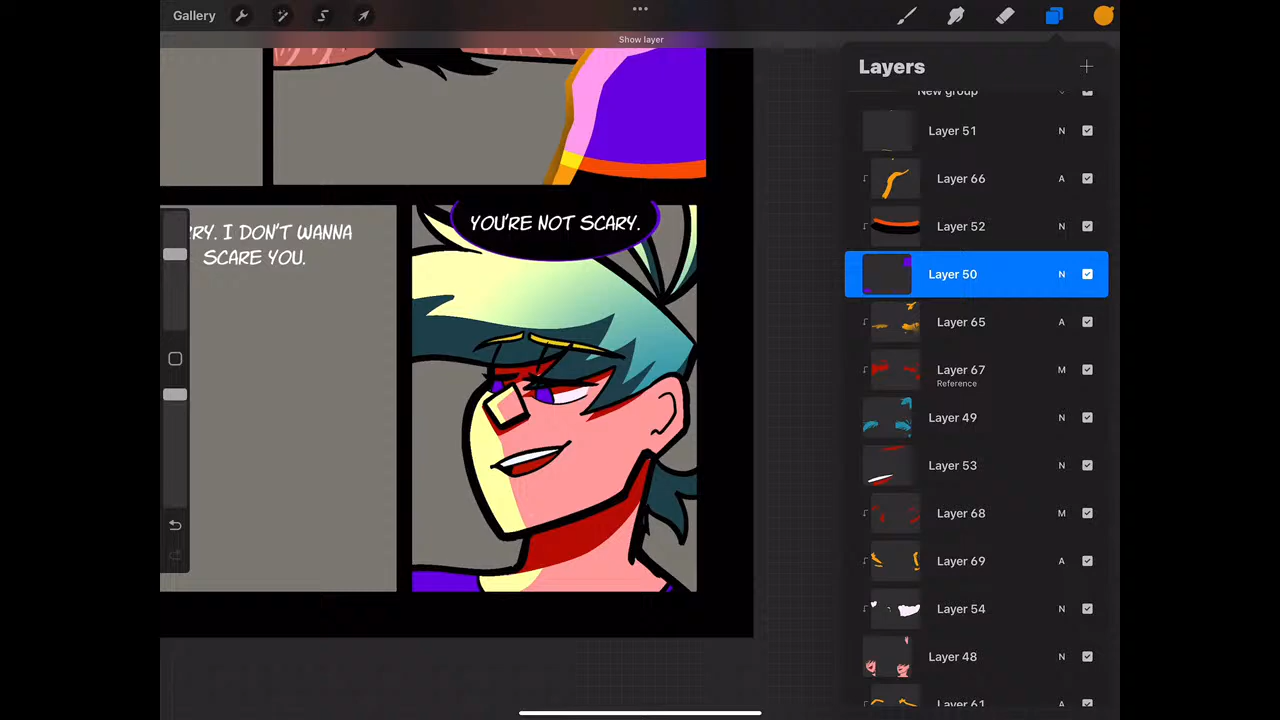 Gallery
Show layer
Layers
New group
Layer 51 N
Layer 66 A
Layer 52 N
Layer 50 N
Layer 65 A
Layer 67 M
Reference
Layer 49 N
Layer 53 N
Layer 68 M
Layer 69 A
Layer 54 N
Layer 48 N
Layer 61 A
RY. I DON'T WANNA
SCARE YOU.
YOU'RE NOT SCARY.